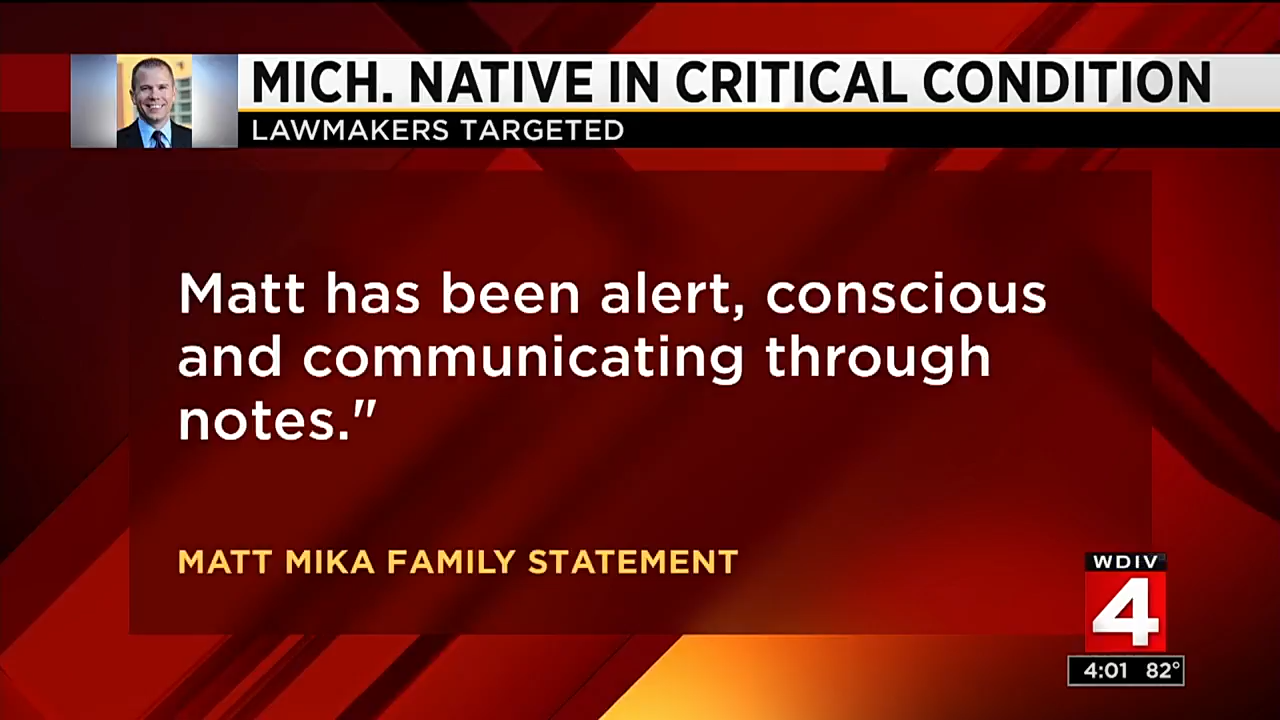 MICH. NATIVE IN CRITICAL CONDITION
LAWMAKERS TARGETED
Matt has been alert, conscious
and communicating through
notes."
MATT MIKA FAMILY STATEMENT
WDIV
4
4:01 82°